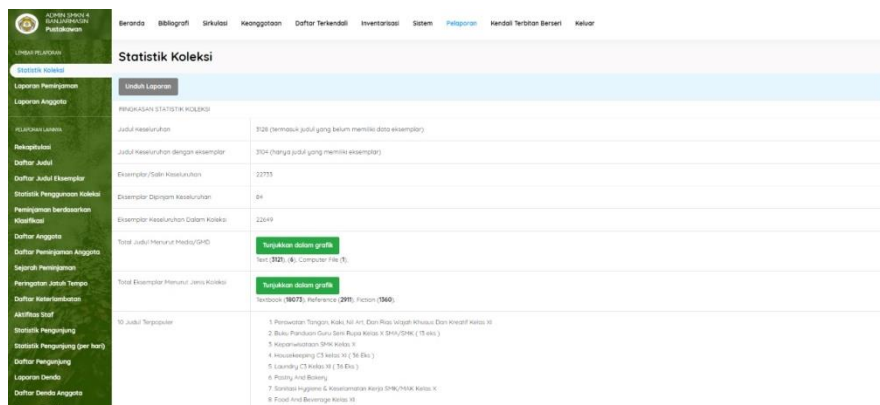 ADMIN SMKN 4
BANJARMASIN
Pustakawan
Beranda Bibliografi Sirkulasi Keanggotaan Daftar Terkendali Inventarisasi Sistem Pelaporan Kendali Terbitan Berseri Keluar
LEMBAR PELAPORAN
Statistik Koleksi
Laporan Peminjaman
Laporan Anggota
PELAPORAN LAINNYA
Rekapitulasi
Daftar Judul
Daftar Judul Eksemplar
Statistik Penggunaan Koleksi
Peminjaman berdasarkan
Klasifikasi
Daftar Anggota
Daftar Peminjaman Anggota
Sejarah Peminjaman
Peringatan Jatuh Tempo
Daftar Keterlambatan
Aktifitas Staf
Statistik Pengunjung
Statistik Pengunjung (per hari)
Daftar Pengunjung
Laporan Denda
Daftar Denda Anggota
Statistik Koleksi
Unduh Laporan
RINGKASAN STATISTIK KOLEKSI
Judul Keseluruhan 3128 (termasuk judul yang belum memiliki data eksemplar)
Judul Keseluruhan dengan eksemplar 3104 (hanya judul yang memiliki eksemplar)
Eksemplar/Salin Keseluruhan 22733
Eksemplar Dipinjam Keseluruhan 84
Eksemplar Keseluruhan Dalam Koleksi 22649
Total Judul Menurut Media/GMD Tunjukkan dalam grafik
Text (3121), (6), Computer File (1),
Total Eksemplar Menurut Jenis Koleksi Tunjukkan dalam grafik
Textbook (18073), Reference (2911), Fiction (1360),
10 Judul Terpopuler 1. Perawatan Tangan, Kaki, Nil Art, Dan Rias Wajah Khusus Dan Kreatif Kelas XI
2. Buku Panduan Guru Seni Rupa Kelas X SMA/SMK ( 13 eks )
3. Kepariwisataan SMK Kelas X
4. Housekeeping C3 kelas XI ( 36 Eks )
5. Laundry C3 Kelas XI ( 36 Eks )
6. Pastry And Bakery
7. Sanitasi Hygiene & Keselamatan Kerja SMK/MAK Kelas X
8. Food And Beverage Kelas XI